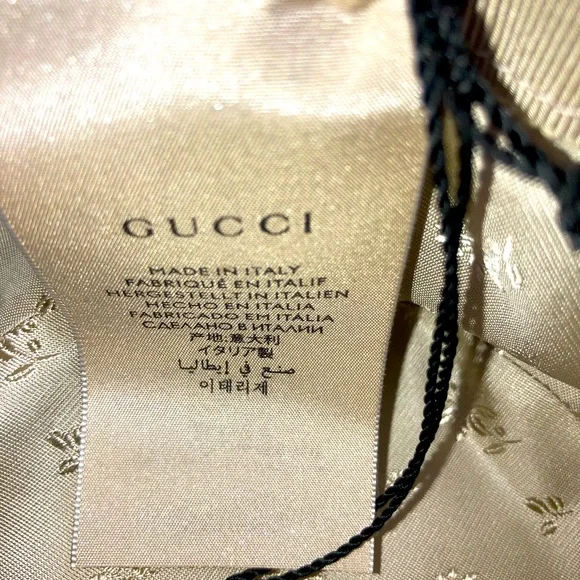 GUCCI
MADE IN ITALY
FABRIQUÉ EN ITALIE
HERGESTELLT IN ITALIEN
HECHO EN ITALIA
FABRICADO EM ITALIA
СДЕЛАНО В ИТАЛИИ
产地:意大利
イタリア製
صنع في إيطاليا
이태리제